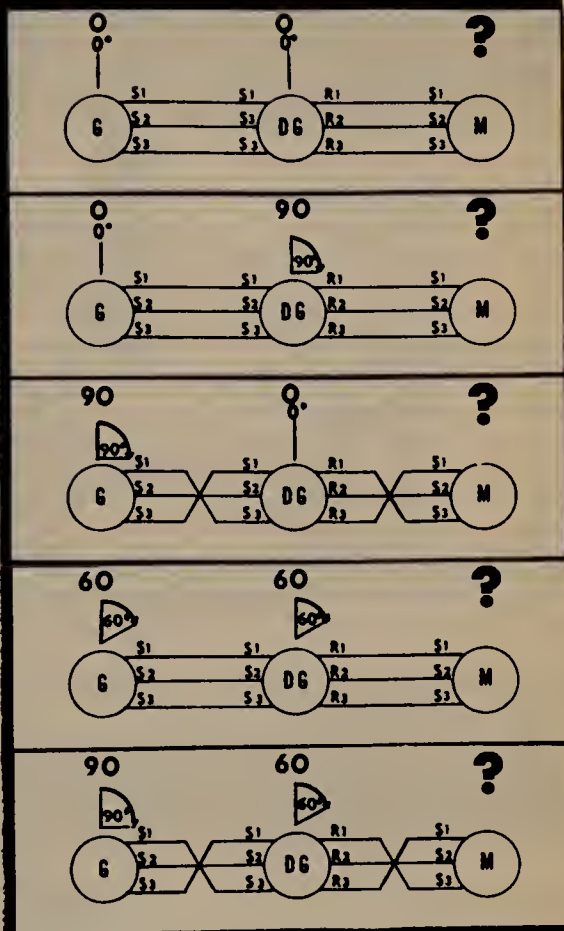 0 0 ?
0° 0°
S1 S1 R1 S1
G S2 S3 DG R2 S2 M
S3 S3 R3 S3
0 90 ?
0° 90°
S1 S1 R1 S1
G S2 S2 DG R2 S2 M
S3 S3 R3 S3
90 0 ?
90° 0°
S1 S1 R1 S1
G S2 S2 DG R2 S2 M
S3 S3 R3 S3
60 60 ?
60° 60°
S1 S1 R1 S1
G S2 S2 DG R2 S2 M
S3 S3 R3 S3
90 60 ?
90° 60°
S1 S1 R1 S1
G S2 S2 DG R2 S2 M
S3 S3 R3 S3